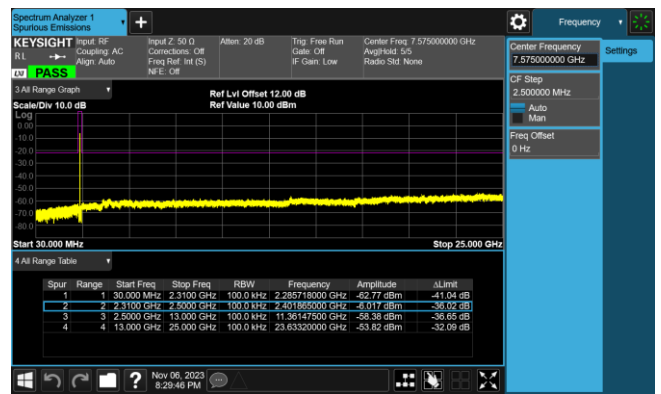 Spectrum Analyzer 1
Spurious Emissions
Frequency
KEYSIGHT
R L
LVI PASS
Input: RF
Coupling: AC
Align: Auto
Input Z: 50 Ω
Corrections: Off
Freq Ref: Int (S)
NFE: Off
Atten: 20 dB
Trig: Free Run
Gate: Off
IF Gain: Low
Center Freq: 7.575000000 GHz
Avg|Hold: 5/5
Radio Std: None
Center Frequency
7.575000000 GHz
Settings
CF Step
2.500000 MHz
Auto
Man
Freq Offset
0 Hz
3 All Range Graph
Scale/Div 10.0 dB
Ref Lvl Offset 12.00 dB
Ref Value 10.00 dBm
Log
0.00
-10.0
-20.0
-30.0
-40.0
-50.0
-60.0
-70.0
-80.0
Start 30.000 MHz
Stop 25.000 GHz
4 All Range Table
Spur Range Start Freq Stop Freq RBW Frequency Amplitude ΔLimit
1 1 30.000 MHz 2.3100 GHz 100.0 kHz 2.285718000 GHz -62.77 dBm -41.04 dB
2 2 2.3100 GHz 2.5000 GHz 100.0 kHz 2.401865000 GHz -6.017 dBm -36.02 dB
3 3 2.5000 GHz 13.000 GHz 100.0 kHz 11.36147500 GHz -58.38 dBm -36.65 dB
4 4 13.000 GHz 25.000 GHz 100.0 kHz 23.63320000 GHz -53.82 dBm -32.09 dB
Nov 06, 2023
8:29:46 PM